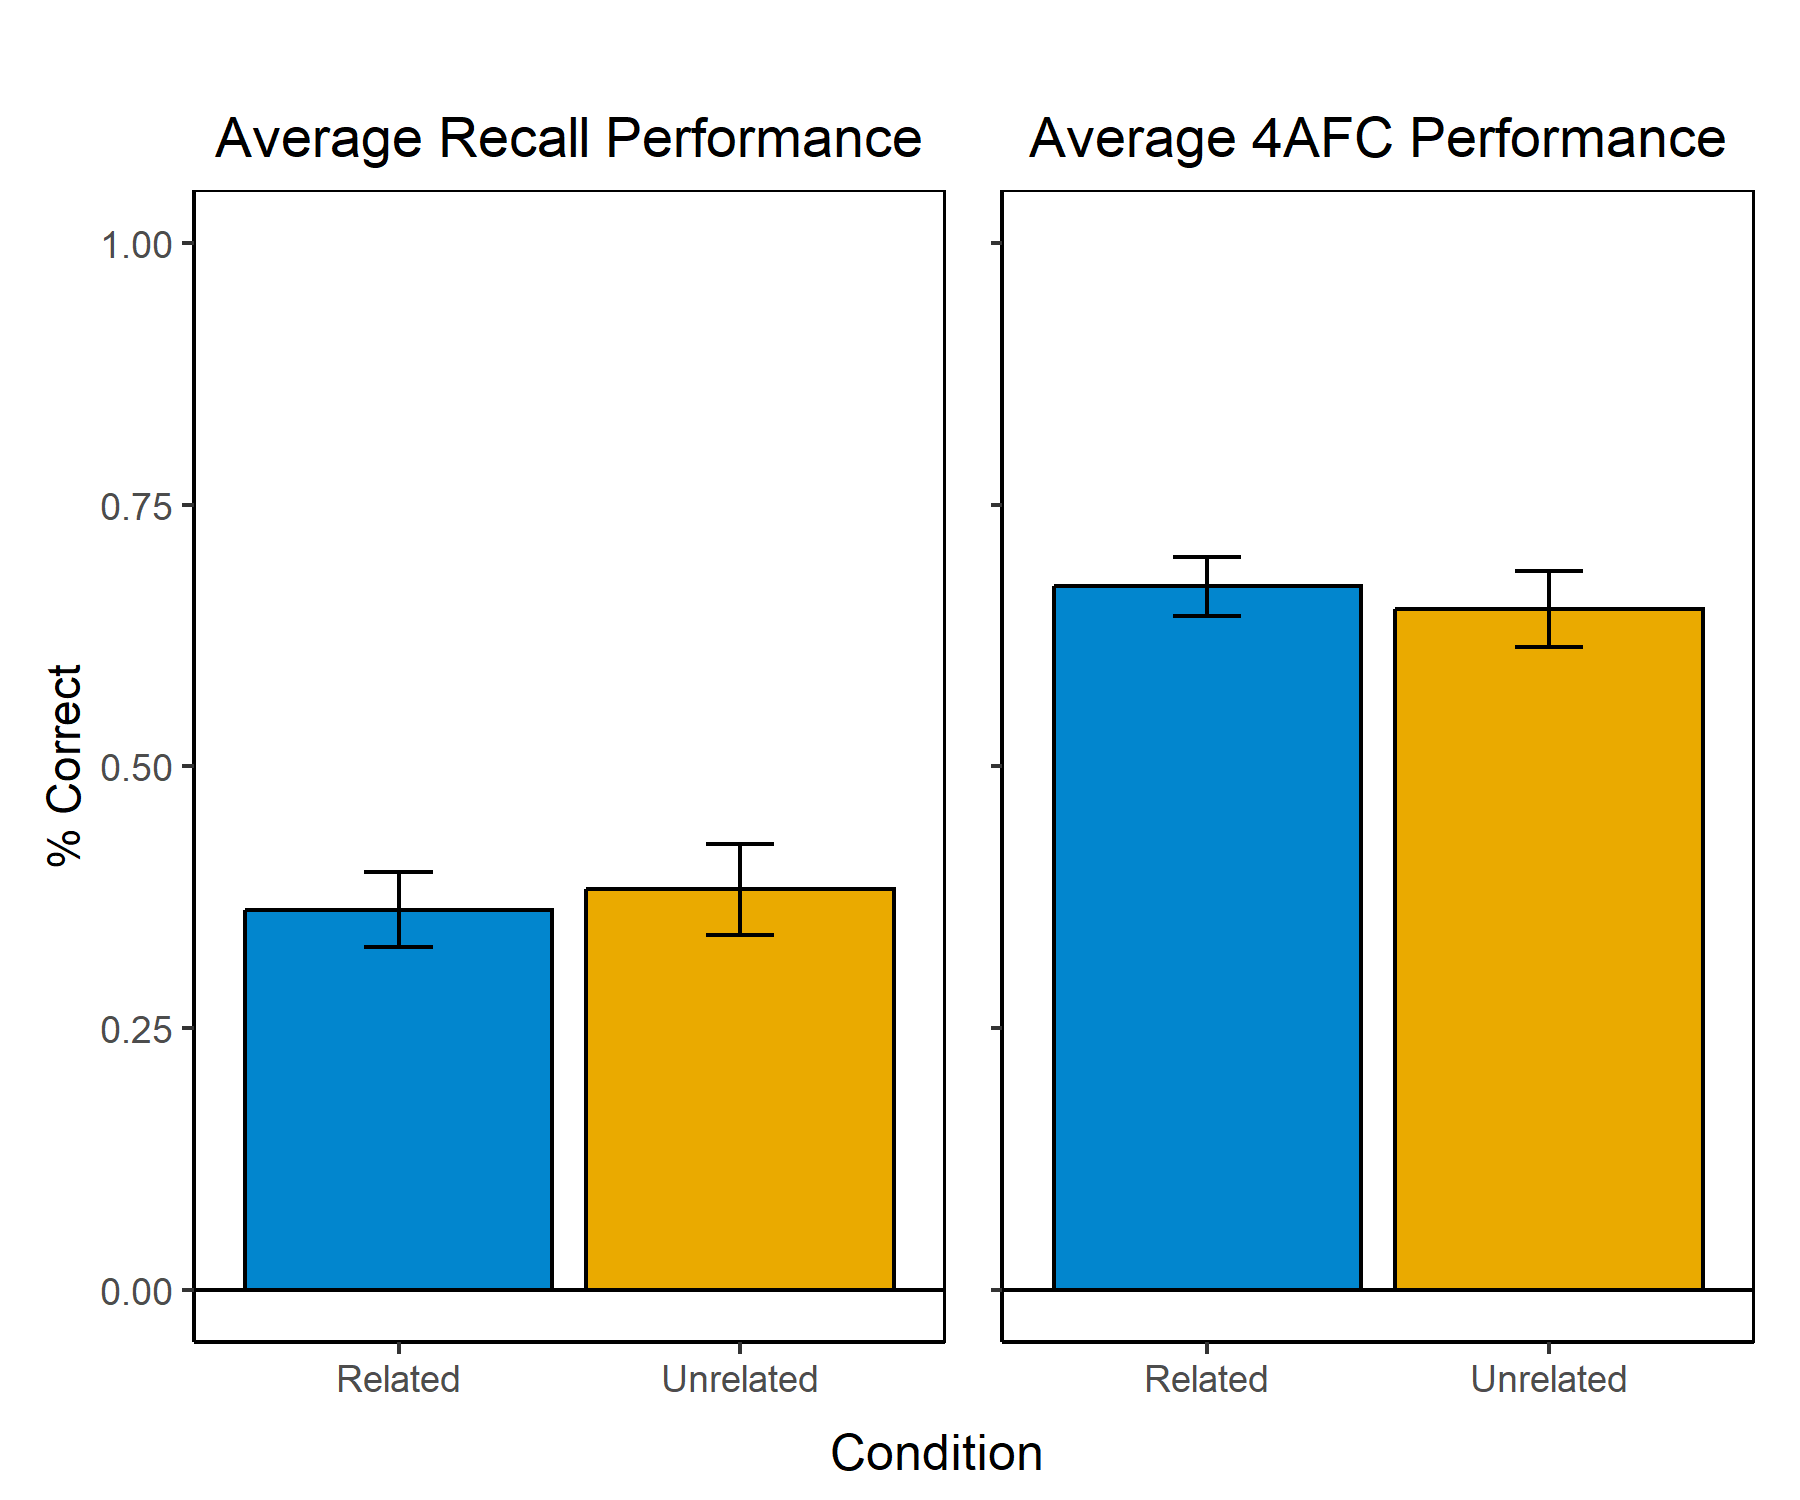 Average Recall Performance
Average 4AFC Performance
% Correct
1.00
0.75
0.50
0.25
0.00
Related
Unrelated
Related
Unrelated
Condition